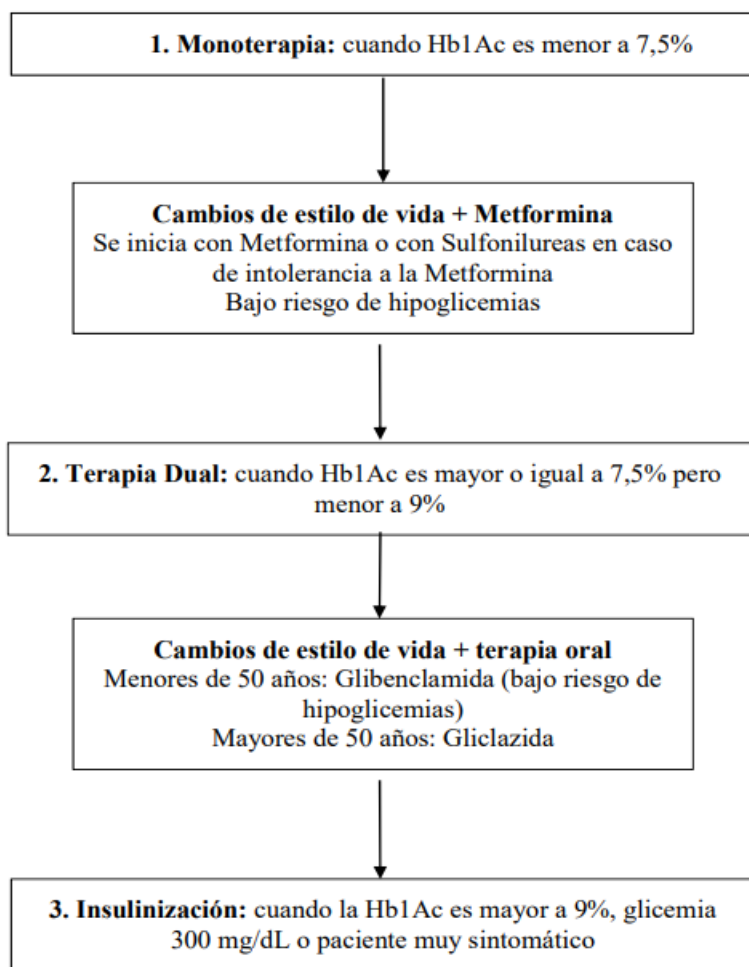 1. Monoterapia: cuando Hb1Ac es menor a 7,5%
Cambios de estilo de vida + Metformina
Se inicia con Metformina o con Sulfonilureas en caso
de intolerancia a la Metformina
Bajo riesgo de hipoglicemias
2. Terapia Dual: cuando Hb1Ac es mayor o igual a 7,5% pero
menor a 9%
Cambios de estilo de vida + terapia oral
Menores de 50 años: Glibenclamida (bajo riesgo de
hipoglicemias)
Mayores de 50 años: Gliclazida
3. Insulinización: cuando la Hb1Ac es mayor a 9%, glicemia
300 mg/dL o paciente muy sintomático